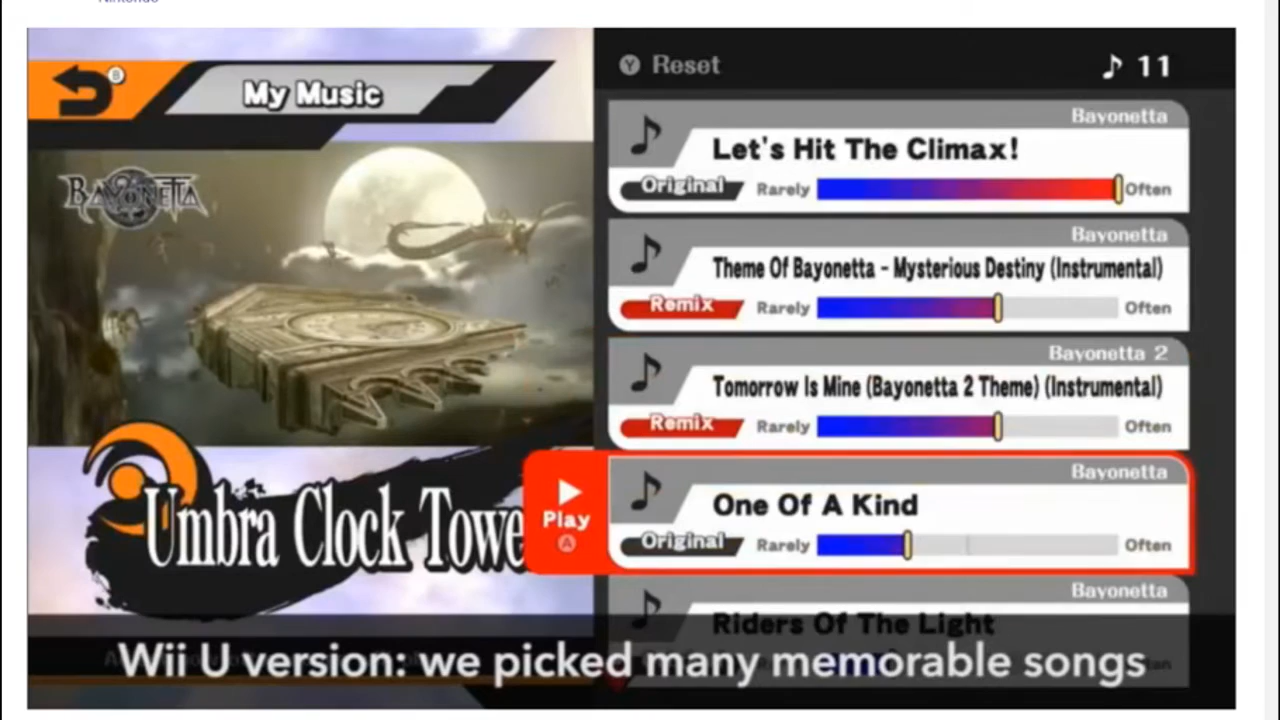 Nintendo
B
My Music
BAYONETTA
Umbra Clock Towe
Y Reset
♪ 11
Bayonetta
Let's Hit The Climax!
Original Rarely Often
Bayonetta
Theme Of Bayonetta - Mysterious Destiny (Instrumental)
Remix Rarely Often
Bayonetta 2
Tomorrow Is Mine (Bayonetta 2 Theme) (Instrumental)
Remix Rarely Often
Play
A
Bayonetta
One Of A Kind
Original Rarely Often
Bayonetta
Riders Of The Light
Wii U version: we picked many memorable songs